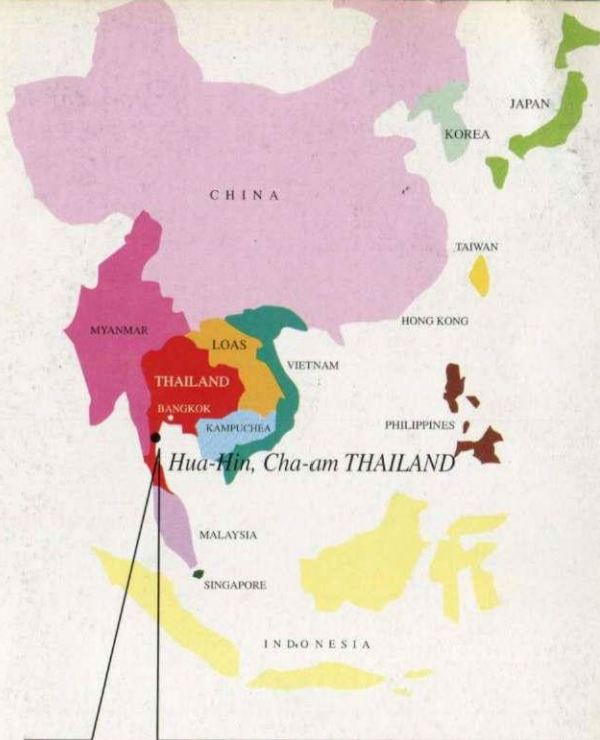 JAPAN
KOREA
CHINA
TAIWAN
HONG KONG
MYANMAR
LOAS
VIETNAM
THAILAND
BANGKOK
KAMPUCHEA
PHILIPPINES
Hua-Hin, Cha-am THAILAND
MALAYSIA
SINGAPORE
INDONESIA